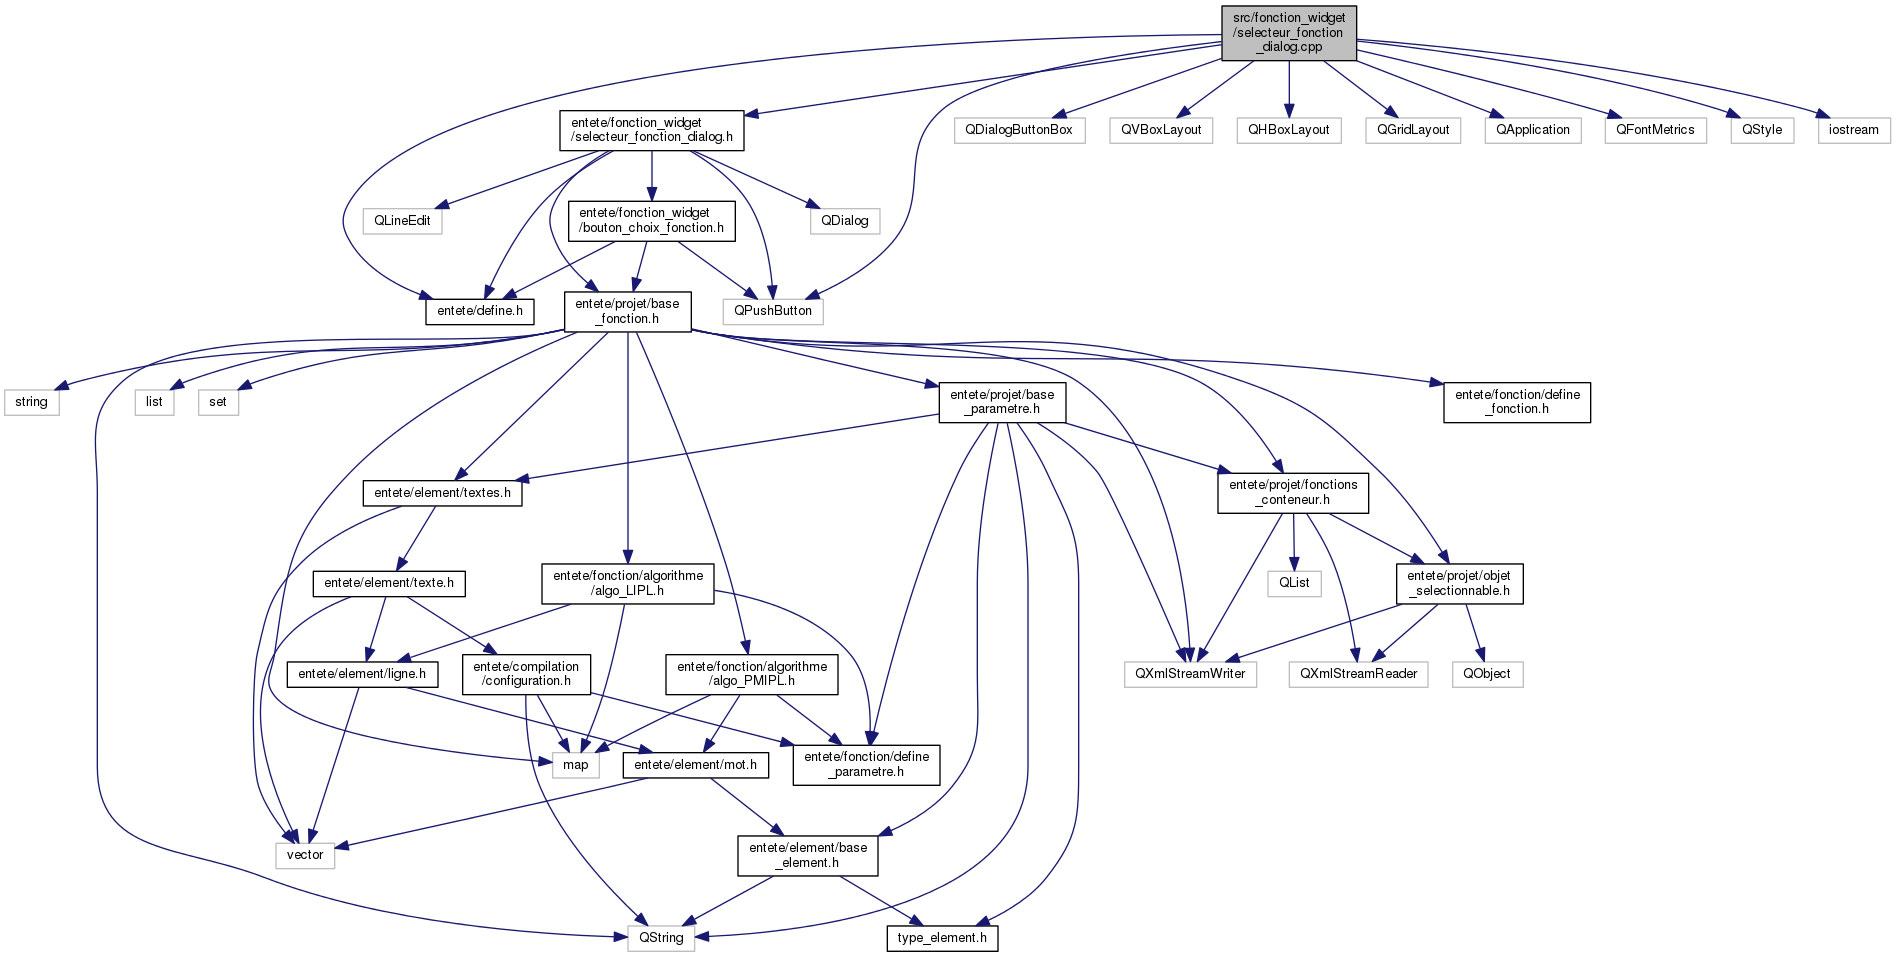 src/fonction_widget
/selecteur_fonction
_dialog.cpp
entete/fonction_widget
/selecteur_fonction_dialog.h
QDialogButtonBox
QVBoxLayout
QHBoxLayout
QGridLayout
QApplication
QFontMetrics
QStyle
iostream
QLineEdit
entete/fonction_widget
/bouton_choix_fonction.h
QDialog
entete/define.h
entete/projet/base
_fonction.h
QPushButton
string
list
set
entete/projet/base
_parametre.h
entete/fonction/define
_fonction.h
entete/element/textes.h
entete/projet/fonctions
_conteneur.h
entete/element/texte.h
entete/fonction/algorithme
/algo_LIPL.h
QList
entete/projet/objet
_selectionnable.h
entete/element/ligne.h
entete/compilation
/configuration.h
entete/fonction/algorithme
/algo_PMIPL.h
QXmlStreamWriter
QXmlStreamReader
QObject
map
entete/element/mot.h
entete/fonction/define
_parametre.h
vector
entete/element/base
_element.h
QString
type_element.h